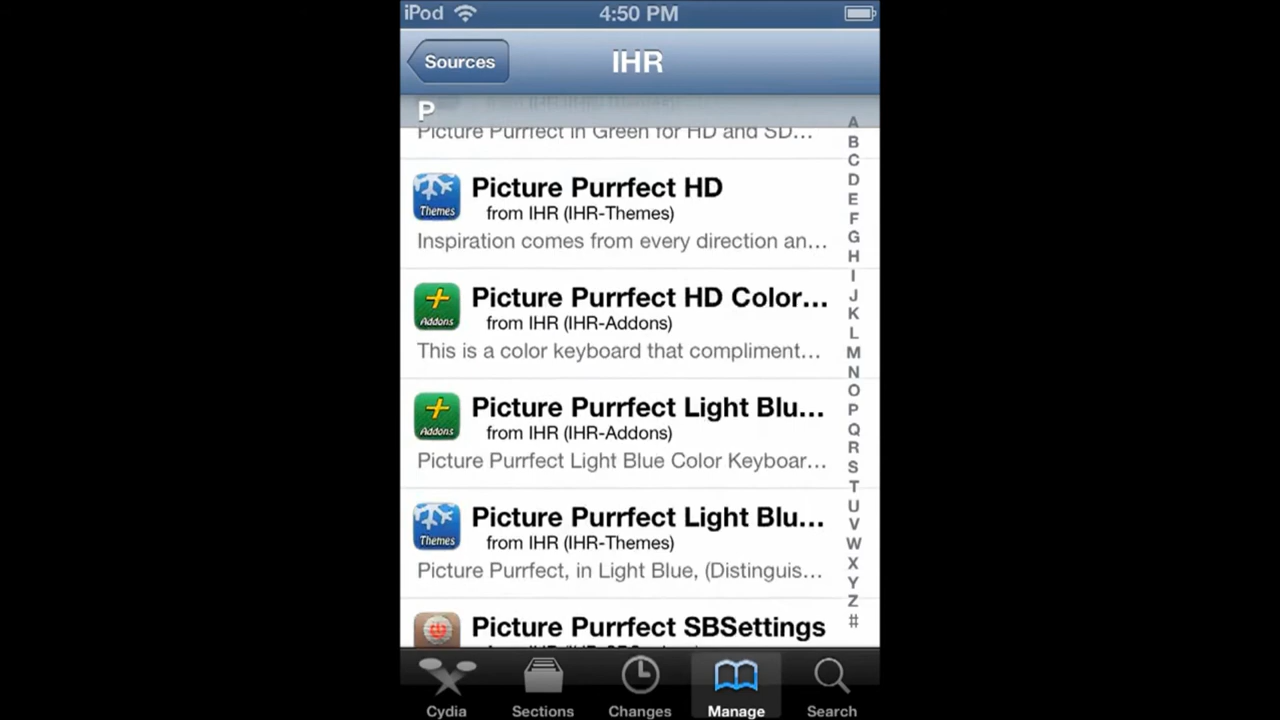 iPod 4:50 PM
Sources IHR
P
Picture Purrfect in Green for HD and SD...
Picture Purrfect HD
Themes
from IHR (IHR-Themes)
Inspiration comes from every direction an...
Picture Purrfect HD Color...
Addons
from IHR (IHR-Addons)
This is a color keyboard that compliment...
Picture Purrfect Light Blu...
Addons
from IHR (IHR-Addons)
Picture Purrfect Light Blue Color Keyboar...
Picture Purrfect Light Blu...
Themes
from IHR (IHR-Themes)
Picture Purrfect, in Light Blue, (Distinguis...
Picture Purrfect SBSettings
A
B
C
D
E
F
G
H
I
J
K
L
M
N
O
P
Q
R
S
T
U
V
W
X
Y
Z
#
Cydia Sections Changes Manage Search